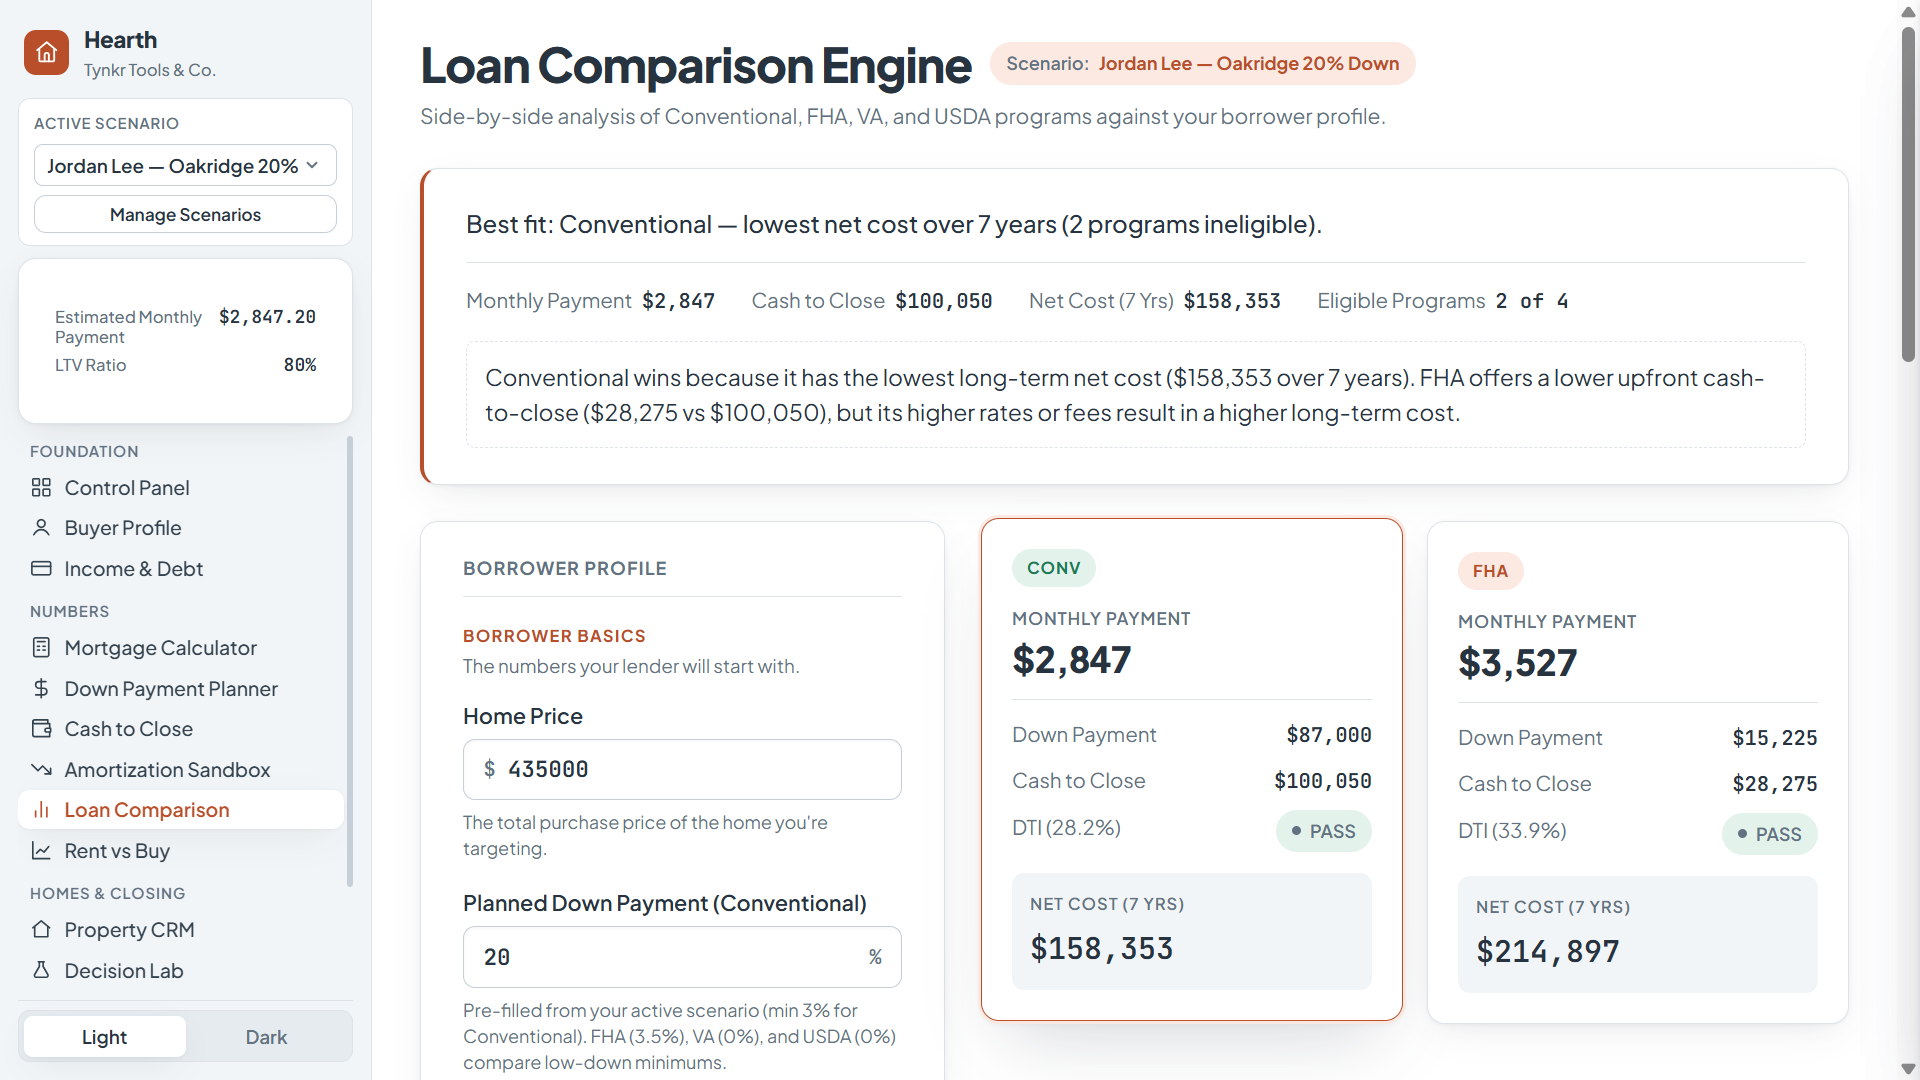 Hearth
Tynkr Tools & Co.
ACTIVE SCENARIO
Jordan Lee — Oakridge 20%
Manage Scenarios
Estimated Monthly Payment $2,847.20
LTV Ratio 80%
FOUNDATION
Control Panel
Buyer Profile
Income & Debt
NUMBERS
Mortgage Calculator
Down Payment Planner
Cash to Close
Amortization Sandbox
Loan Comparison
Rent vs Buy
HOMES & CLOSING
Property CRM
Decision Lab
Light Dark
Loan Comparison Engine
Scenario: Jordan Lee — Oakridge 20% Down
Side-by-side analysis of Conventional, FHA, VA, and USDA programs against your borrower profile.
Best fit: Conventional — lowest net cost over 7 years (2 programs ineligible).
Monthly Payment $2,847 Cash to Close $100,050 Net Cost (7 Yrs) $158,353 Eligible Programs 2 of 4
Conventional wins because it has the lowest long-term net cost ($158,353 over 7 years). FHA offers a lower upfront cash-
to-close ($28,275 vs $100,050), but its higher rates or fees result in a higher long-term cost.
BORROWER PROFILE
BORROWER BASICS
The numbers your lender will start with.
Home Price
$ 435000
The total purchase price of the home you're
targeting.
Planned Down Payment (Conventional)
20 %
Pre-filled from your active scenario (min 3% for
Conventional). FHA (3.5%), VA (0%), and USDA (0%)
compare low-down minimums.
CONV
MONTHLY PAYMENT
$2,847
Down Payment $87,000
Cash to Close $100,050
DTI (28.2%) PASS
NET COST (7 YRS)
$158,353
FHA
MONTHLY PAYMENT
$3,527
Down Payment $15,225
Cash to Close $28,275
DTI (33.9%) PASS
NET COST (7 YRS)
$214,897